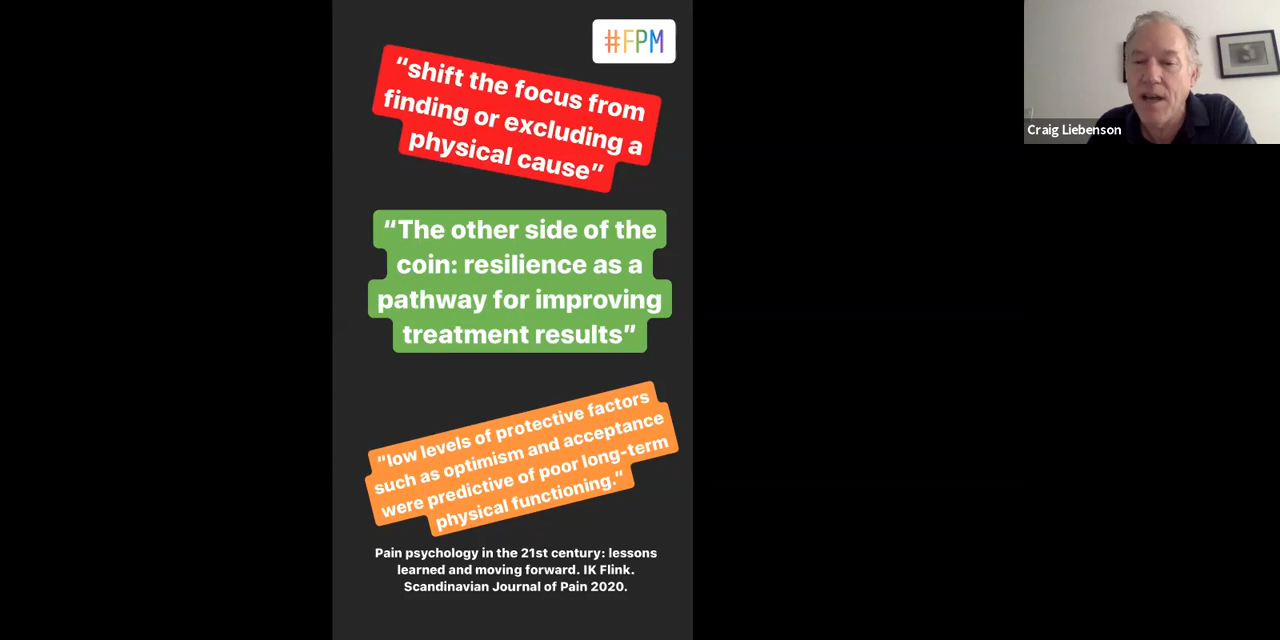 #FPM
“shift the focus from
finding or excluding a
physical cause”
“The other side of the
coin: resilience as a
pathway for improving
treatment results”
“low levels of protective factors
such as optimism and acceptance
were predictive of poor long-term
physical functioning.”
Pain psychology in the 21st century: lessons
learned and moving forward. IK Flink.
Scandinavian Journal of Pain 2020.
Craig Liebenson